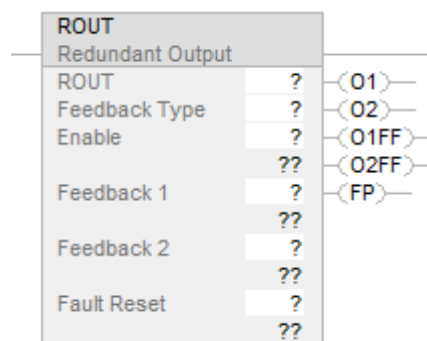 ROUT
Redundant Output
ROUT ? O1
Feedback Type ? O2
Enable ? O1FF
?? O2FF
Feedback 1 ? FP
??
Feedback 2 ?
??
Fault Reset ?
??